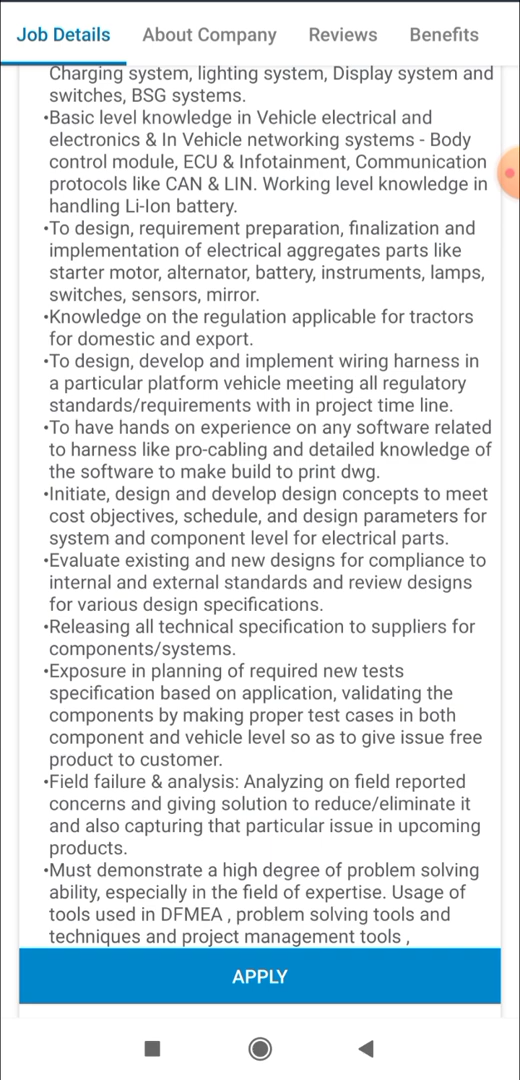 Job Details About Company Reviews Benefits
Charging system, lighting system, Display system and
switches, BSG systems.
•Basic level knowledge in Vehicle electrical and
electronics & In Vehicle networking systems - Body
control module, ECU & Infotainment, Communication
protocols like CAN & LIN. Working level knowledge in
handling Li-Ion battery.
•To design, requirement preparation, finalization and
implementation of electrical aggregates parts like
starter motor, alternator, battery, instruments, lamps,
switches, sensors, mirror.
•Knowledge on the regulation applicable for tractors
for domestic and export.
•To design, develop and implement wiring harness in
a particular platform vehicle meeting all regulatory
standards/requirements with in project time line.
•To have hands on experience on any software related
to harness like pro-cabling and detailed knowledge of
the software to make build to print dwg.
•Initiate, design and develop design concepts to meet
cost objectives, schedule, and design parameters for
system and component level for electrical parts.
•Evaluate existing and new designs for compliance to
internal and external standards and review designs
for various design specifications.
•Releasing all technical specification to suppliers for
components/systems.
•Exposure in planning of required new tests
specification based on application, validating the
components by making proper test cases in both
component and vehicle level so as to give issue free
product to customer.
•Field failure & analysis: Analyzing on field reported
concerns and giving solution to reduce/eliminate it
and also capturing that particular issue in upcoming
products.
•Must demonstrate a high degree of problem solving
ability, especially in the field of expertise. Usage of
tools used in DFMEA , problem solving tools and
techniques and project management tools ,
APPLY